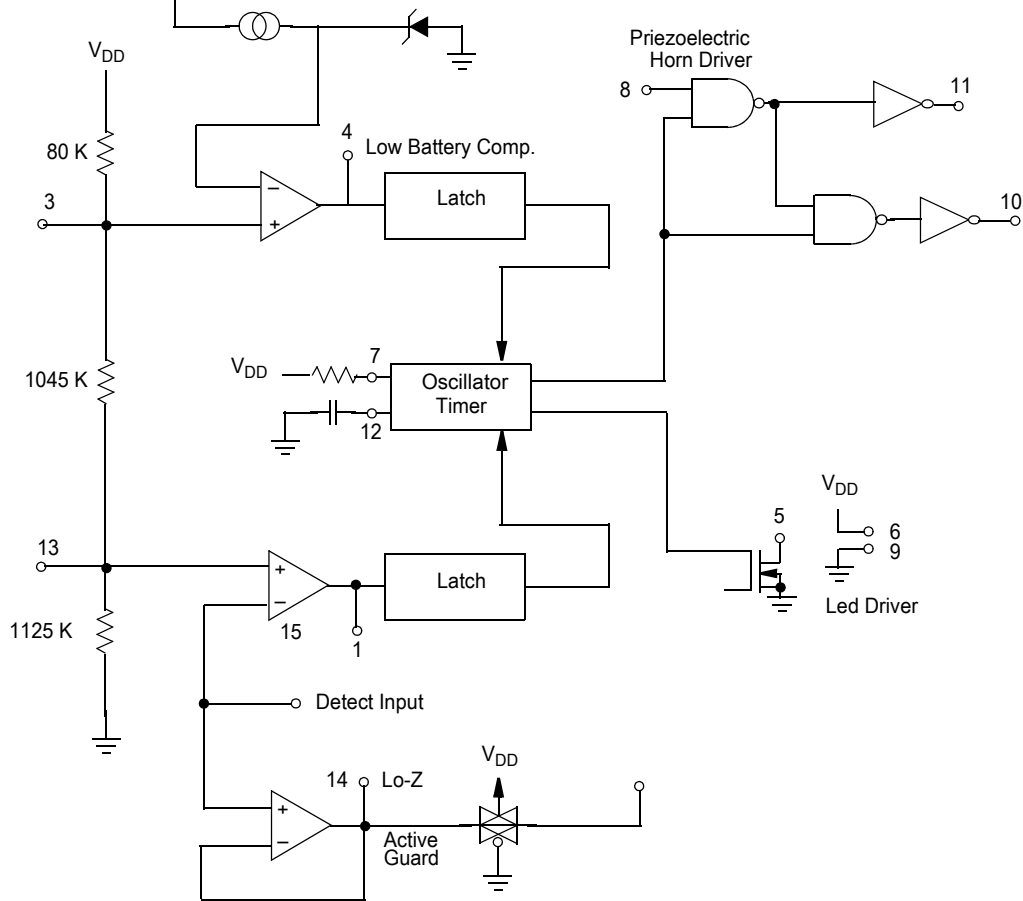 V_DD
Priezoelectric
Horn Driver
8
11
80 K
4
Low Battery Comp.
3
−
+
Latch
10
V_DD
7
1045 K
Oscillator
Timer
12
V_DD
5
6
13
9
+
−
Latch
Led Driver
1125 K
15
1
Detect Input
V_DD
14
Lo-Z
+
−
Active
Guard